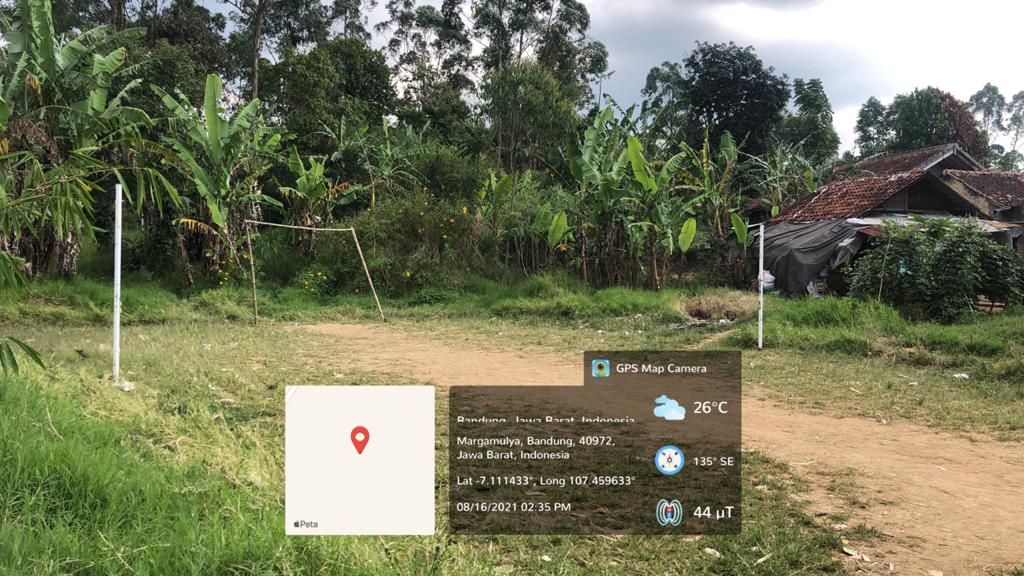 GPS Map Camera
26°C
Bandung, Jawa Barat, Indonesia
Margamulya, Bandung, 40972,
Jawa Barat, Indonesia
135° SE
Lat -7.111433°, Long 107.459633°
08/16/2021 02:35 PM
44 µT
Peta